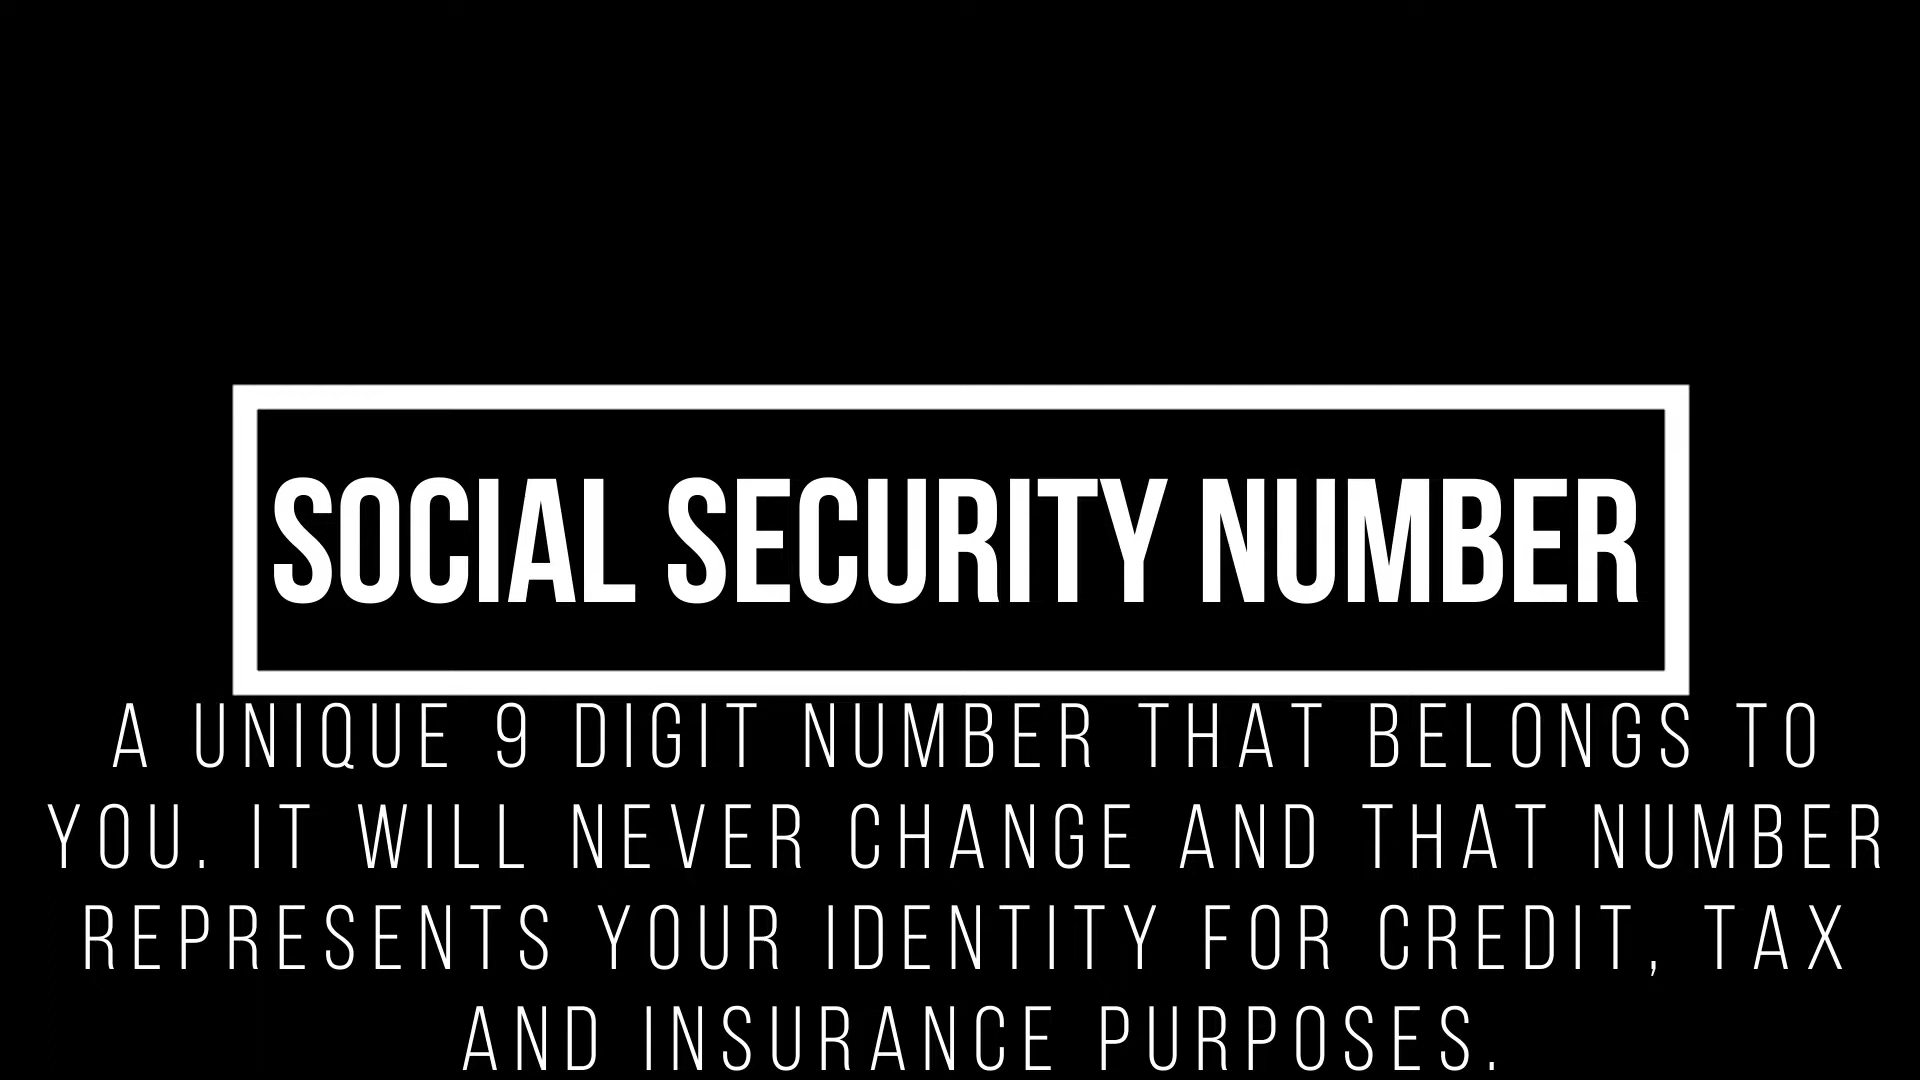 SOCIAL SECURITY NUMBER
A UNIQUE 9 DIGIT NUMBER THAT BELONGS TO
YOU. IT WILL NEVER CHANGE AND THAT NUMBER
REPRESENTS YOUR IDENTITY FOR CREDIT, TAX
AND INSURANCE PURPOSES.